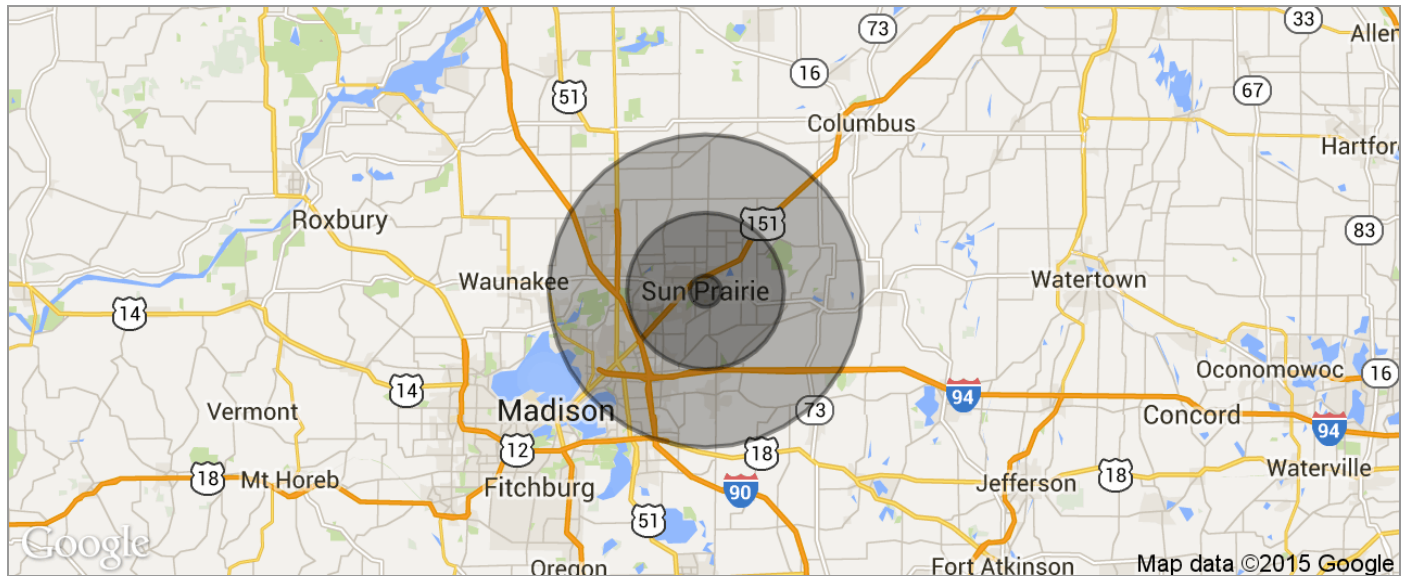 33
73
Allen
16
51
67
Columbus
Hartford
Roxbury
151
83
Waunakee
Sun Prairie
Watertown
14
Oconomowoc
16
14
94
Vermont
Madison
73
Concord
94
12
18
Waterville
18
Mt Horeb
Fitchburg
90
Jefferson
18
51
Google
Oregon
Fort Atkinson
Map data ©2015 Google